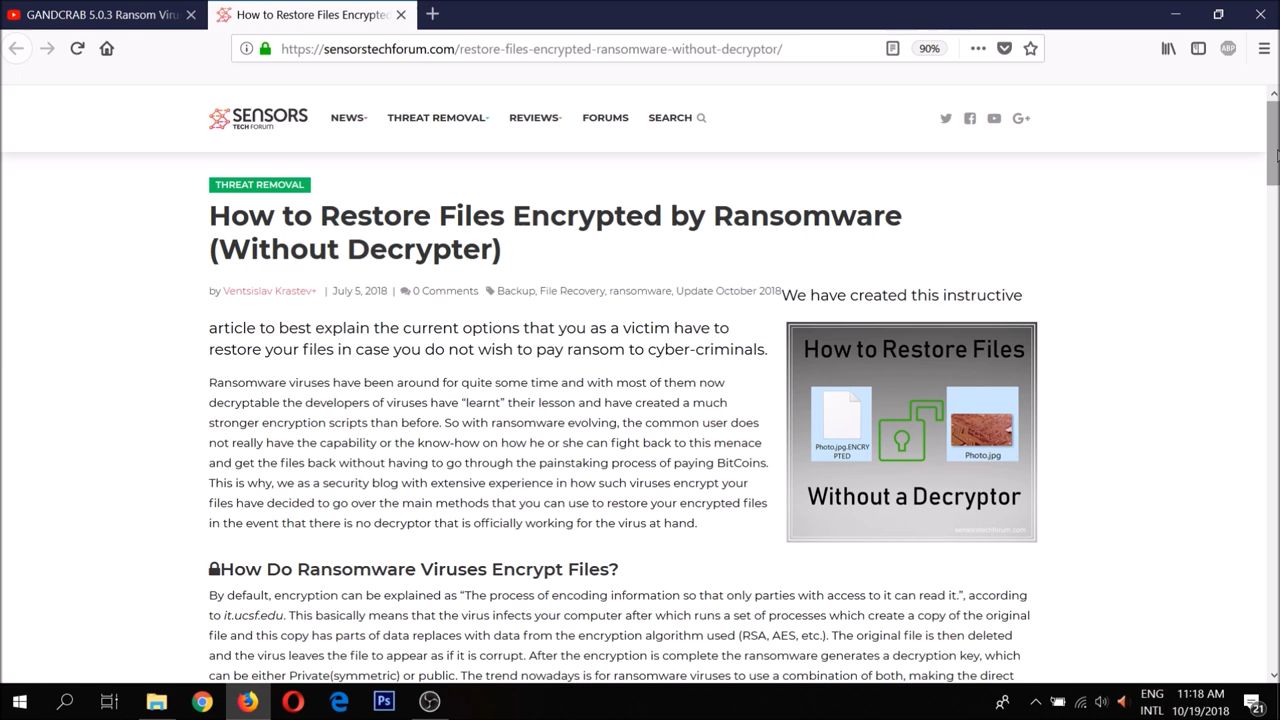 GANDCRAB 5.0.3 Ransom Viru
How to Restore Files Encrypted
https://sensorstechforum.com/restore-files-encrypted-ransomware-without-decryptor/
90%
ABP
SENSORS
TECH FORUM
NEWS
THREAT REMOVAL
REVIEWS
FORUMS
SEARCH
THREAT REMOVAL
How to Restore Files Encrypted by Ransomware
(Without Decrypter)
by Ventsislav Krastev+ | July 5, 2018 | 0 Comments Backup, File Recovery, ransomware, Update October 2018
We have created this instructive
article to best explain the current options that you as a victim have to
restore your files in case you do not wish to pay ransom to cyber-criminals.
How to Restore Files
Photo.jpg.ENCRY
PTED
Photo.jpg
Without a Decryptor
sensorstechforum.com
Ransomware viruses have been around for quite some time and with most of them now
decryptable the developers of viruses have “learnt” their lesson and have created a much
stronger encryption scripts than before. So with ransomware evolving, the common user does
not really have the capability or the know-how on how he or she can fight back to this menace
and get the files back without having to go through the painstaking process of paying BitCoins.
This is why, we as a security blog with extensive experience in how such viruses encrypt your
files have decided to go over the main methods that you can use to restore your encrypted files
in the event that there is no decryptor that is officially working for the virus at hand.
How Do Ransomware Viruses Encrypt Files?
By default, encryption can be explained as “The process of encoding information so that only parties with access to it can read it.”, according
to it.ucsf.edu. This basically means that the virus infects your computer after which runs a set of processes which create a copy of the original
file and this copy has parts of data replaces with data from the encryption algorithm used (RSA, AES, etc.). The original file is then deleted
and the virus leaves the file to appear as if it is corrupt. After the encryption is complete the ransomware generates a decryption key, which
can be either Private(symmetric) or public. The trend nowadays is for ransomware viruses to use a combination of both, making the direct
Ps
ENG
INTL
11:18 AM
10/19/2018
21